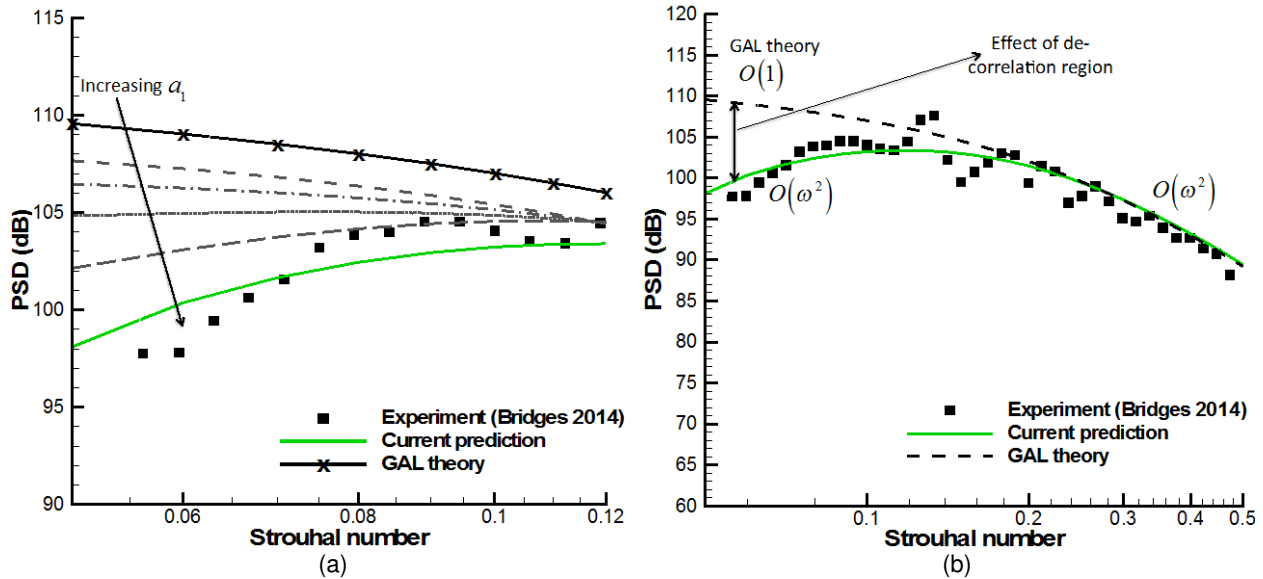 PSD (dB)
115
110
105
100
95
90
Increasing a₁
Experiment (Bridges 2014)
Current prediction
GAL theory
0.06
0.08
0.1
0.12
Strouhal number
(a)
PSD (dB)
120
115
110
105
100
95
90
85
80
75
70
65
60
GAL theory
O(1)
Effect of de-
correlation region
O(ω²)
O(ω²)
Experiment (Bridges 2014)
Current prediction
GAL theory
0.1
0.2
0.3
0.4
0.5
Strouhal number
(b)